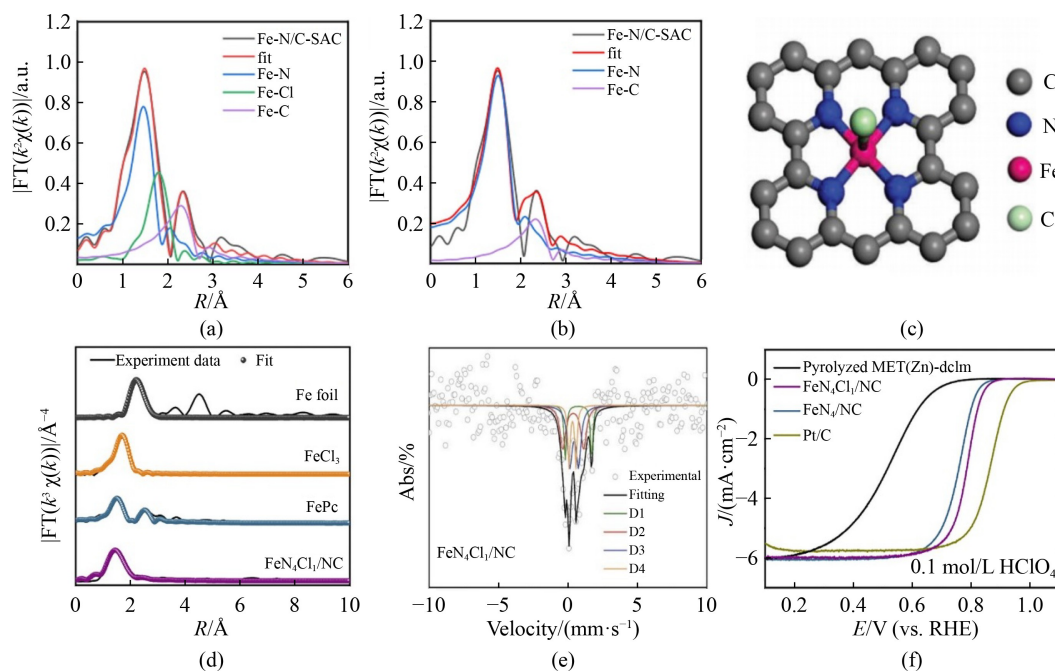 (a)
|FT(k²χ(k))|/a.u.
1.2
1.0
0.8
0.6
0.4
0.2
Fe-N/C-SAC
fit
Fe-N
Fe-Cl
Fe-C
0 1 2 3 4 5 6
R/Å
(a)
(b)
|FT(k²χ(k))|/a.u.
1.2
1.0
0.8
0.6
0.4
0.2
Fe-N/C-SAC
fit
Fe-N
Fe-C
0 1 2 3 4 5 6
R/Å
(b)
C
N
Fe
C
(c)
|FT(k³ χ(k))|/Å⁻⁴
Experiment data Fit
Fe foil
FeCl₃
FePc
FeN₄Cl₁/NC
0 2 4 6 8 10
R/Å
(d)
Abs/%
Experimental
Fitting
D1
D2
D3
D4
FeN₄Cl₁/NC
−10 −5 0 5 10
Velocity/(mm·s⁻¹)
(e)
J/(mA·cm⁻²)
0
−2
−4
−6
Pyrolyzed MET(Zn)-dclm
FeN₄Cl₁/NC
FeN₄/NC
Pt/C
0.1 mol/L HClO₄
0.2 0.4 0.6 0.8 1.0
E/V (vs. RHE)
(f)